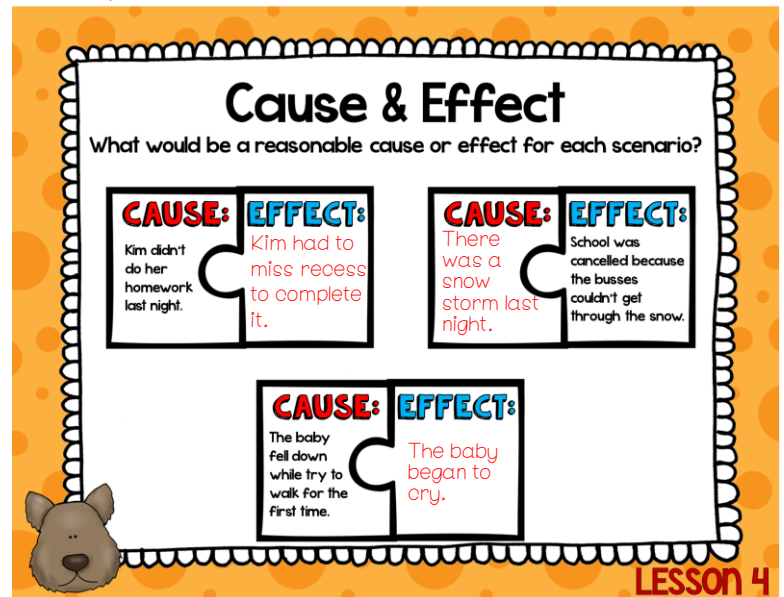 Cause & Effect
What would be a reasonable cause or effect for each scenario?
CAUSE:
Kim didn't
do her
homework
last night.
EFFECT:
Kim had to
miss recess
to complete
it.
CAUSE:
There
was a
snow
storm last
night.
EFFECT:
School was
cancelled because
the busses
couldn't get
through the snow.
CAUSE:
The baby
fell down
while try to
walk for the
first time.
EFFECT:
The baby
began to
cry.
LESSON 4